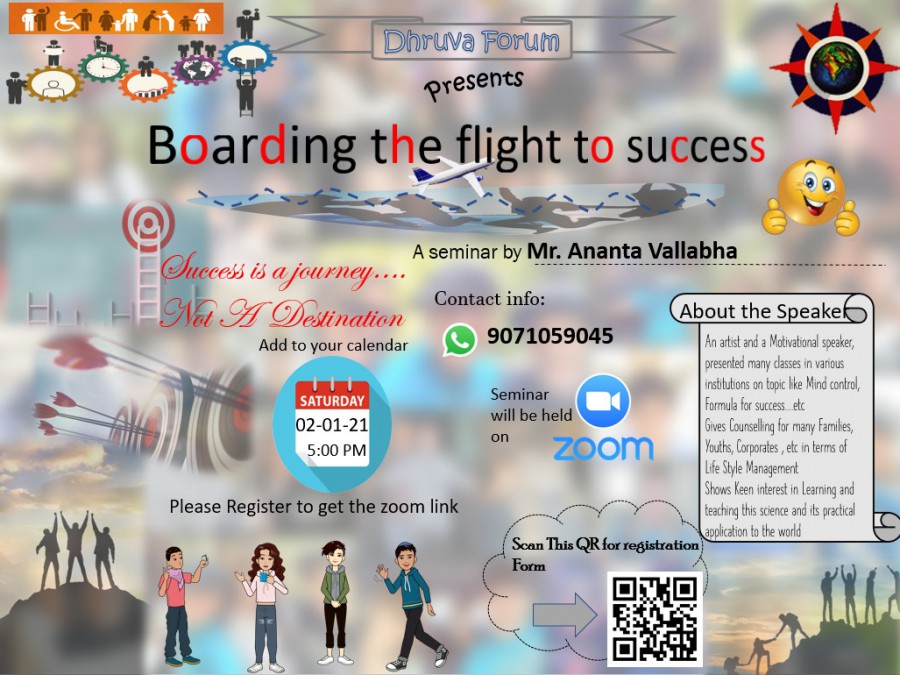 Dhruva Forum
Presents
Boarding the flight to success
A seminar by Mr. Ananta Vallabha
Success is a journey....
Not A Destination
Contact info:
9071059045
Add to your calendar
SATURDAY
02-01-21
5:00 PM
Seminar
will be held
on
zoom
About the Speaker
An artist and a Motivational speaker,
presented many classes in various
institutions on topic like Mind control,
Formula for success....etc
Gives Counselling for many Families,
Youths, Corporates , etc in terms of
Life Style Management
Shows Keen interest in Learning and
teaching this science and its practical
application to the world
Please Register to get the zoom link
Scan This QR for registration
Form